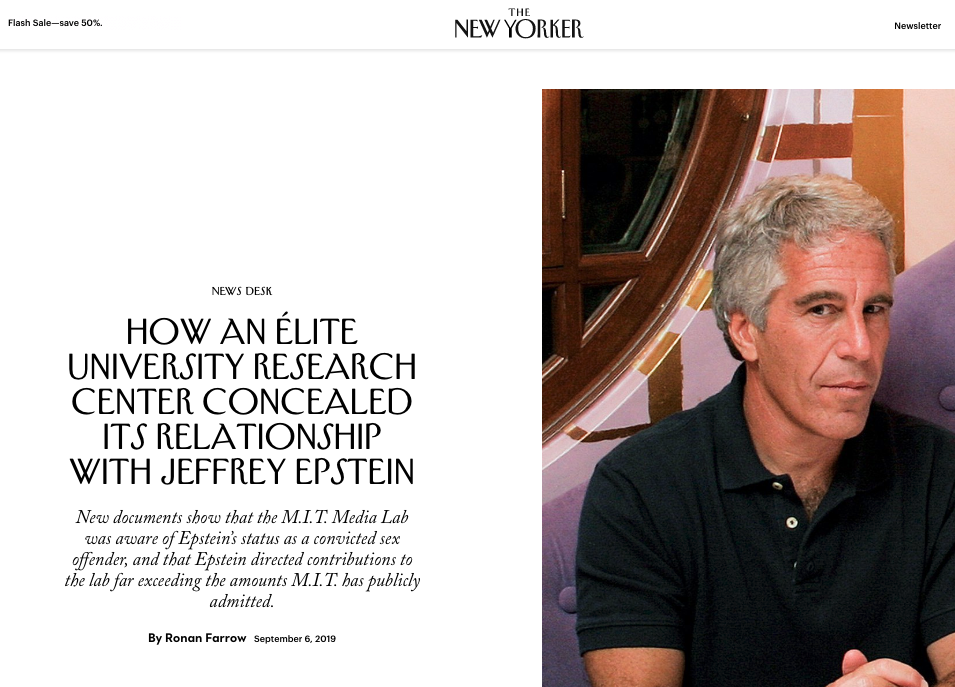 Flash Sale—save 50%.
THE
NEW YORKER
Newsletter
NEWS DESK
HOW AN ÉLITE
UNIVERSITY RESEARCH
CENTER CONCEALED
ITS RELATIONSHIP
WITH JEFFREY EPSTEIN
New documents show that the M.I.T. Media Lab
was aware of Epstein's status as a convicted sex
offender, and that Epstein directed contributions to
the lab far exceeding the amounts M.I.T. has publicly
admitted.
By Ronan Farrow September 6, 2019